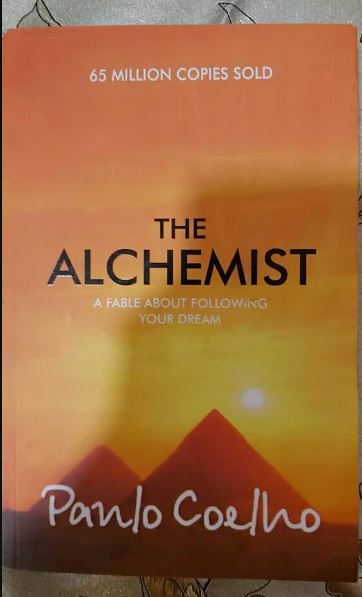 65 MILLION COPIES SOLD
THE
ALCHEMIST
A FABLE ABOUT FOLLOWING
YOUR DREAM
Paulo Coelho